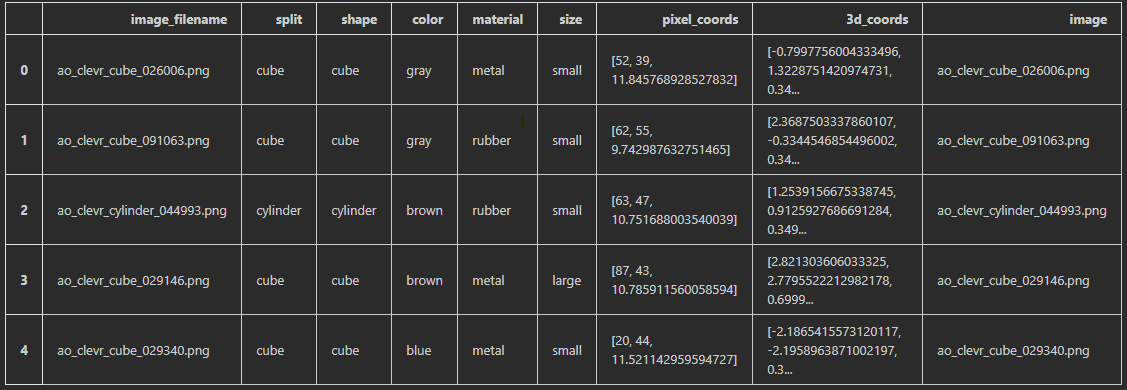 image_filename split shape color material size pixel_coords 3d_coords image
0 ao_clevr_cube_026006.png cube cube gray metal small [52, 39, 11.845768928527832] [-0.7997756004333496, 1.3228751420974731, 0.34... ao_clevr_cube_026006.png
1 ao_clevr_cube_091063.png cube cube gray rubber small [62, 55, 9.742987632751465] [2.3687503337860107, -0.3344546854496002, 0.34... ao_clevr_cube_091063.png
2 ao_clevr_cylinder_044993.png cylinder cylinder brown rubber small [63, 47, 10.751688003540039] [1.2539156675338745, 0.9125927686691284, 0.349... ao_clevr_cylinder_044993.png
3 ao_clevr_cube_029146.png cube cube brown metal large [87, 43, 10.785911560058594] [2.821303606033325, 2.7795522212982178, 0.6999... ao_clevr_cube_029146.png
4 ao_clevr_cube_029340.png cube cube blue metal small [20, 44, 11.521142959594727] [-2.1865415573120117, -2.1958963871002197, 0.3... ao_clevr_cube_029340.png